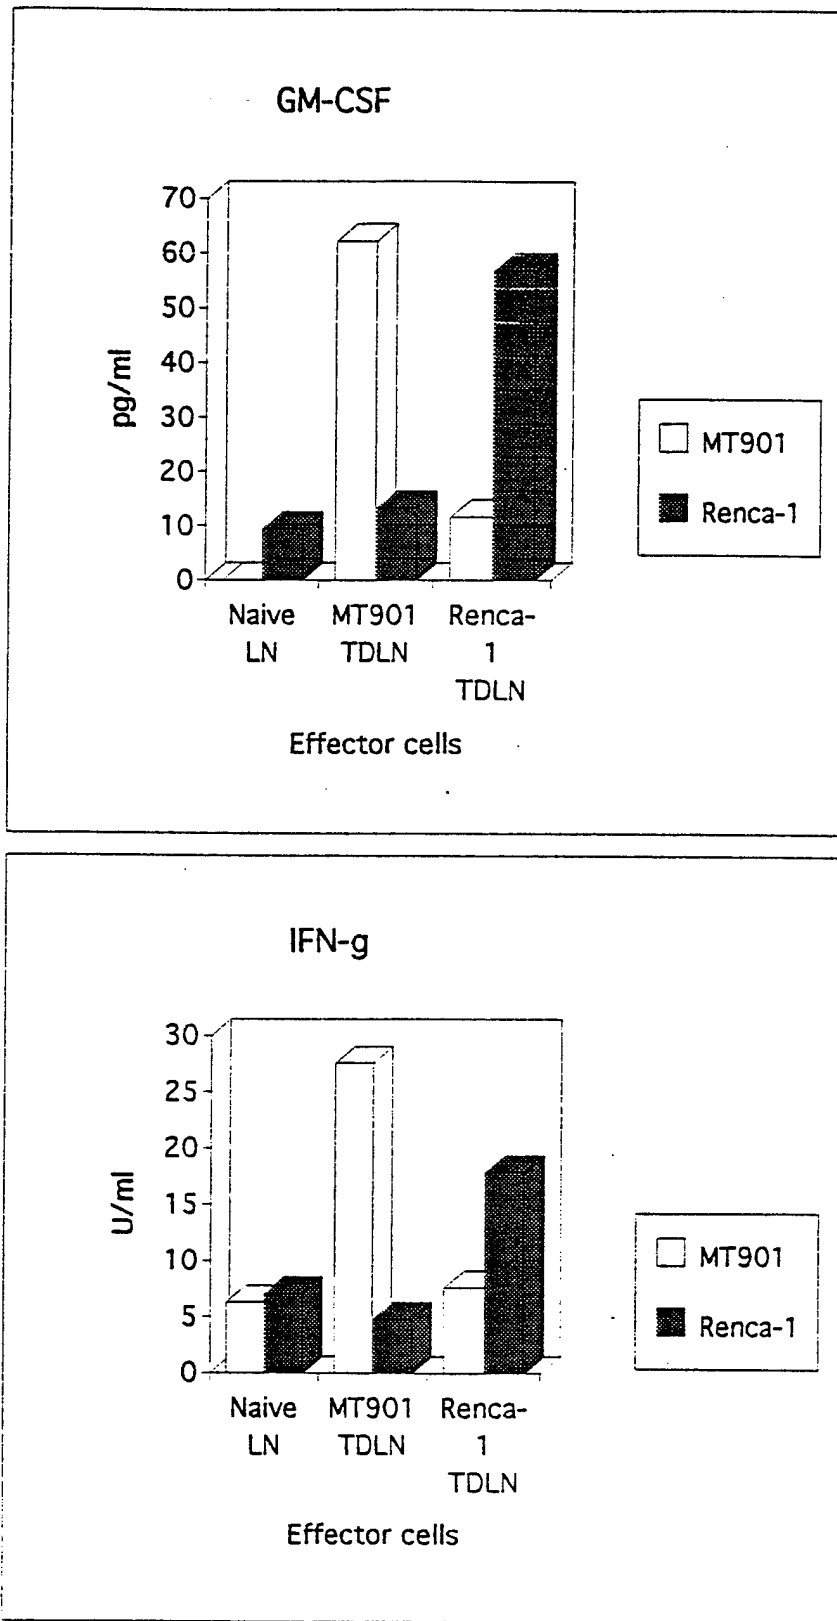 GM-CSF
70
60
50
40
30
20
10
0
pg/ml
Naive
LN
MT901
TDLN
Renca-
1
TDLN
Effector cells
MT901
Renca-1
IFN-g
30
25
20
15
10
5
0
U/ml
Naive
LN
MT901
TDLN
Renca-
1
TDLN
Effector cells
MT901
Renca-1